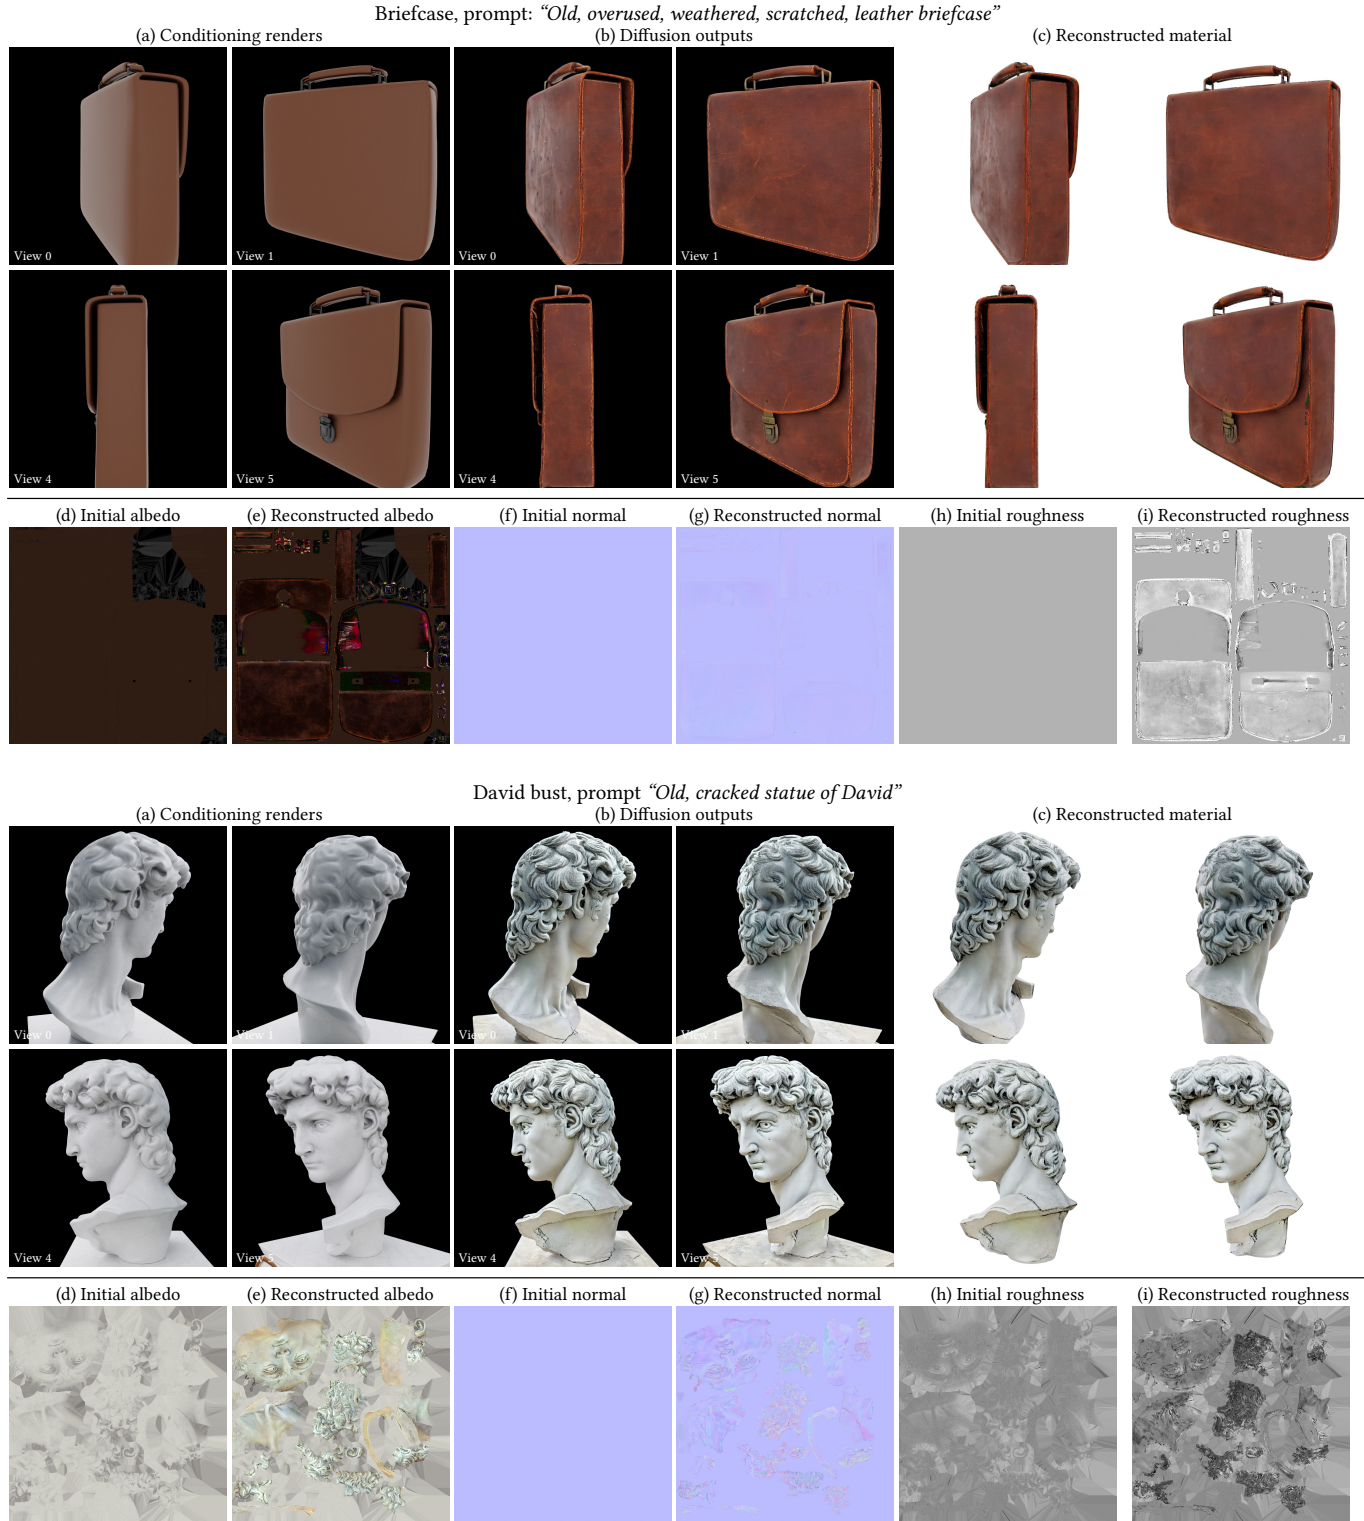 Briefcase, prompt: “Old, overused, weathered, scratched, leather briefcase”
(a) Conditioning renders
(b) Diffusion outputs
(c) Reconstructed material
View 0
View 1
View 0
View 1
View 4
View 5
View 4
View 5
(d) Initial albedo
(e) Reconstructed albedo
(f) Initial normal
(g) Reconstructed normal
(h) Initial roughness
(i) Reconstructed roughness
David bust, prompt “Old, cracked statue of David”
(a) Conditioning renders
(b) Diffusion outputs
(c) Reconstructed material
View 0
View 1
View 0
View 1
View 4
View 5
View 4
View 5
(d) Initial albedo
(e) Reconstructed albedo
(f) Initial normal
(g) Reconstructed normal
(h) Initial roughness
(i) Reconstructed roughness